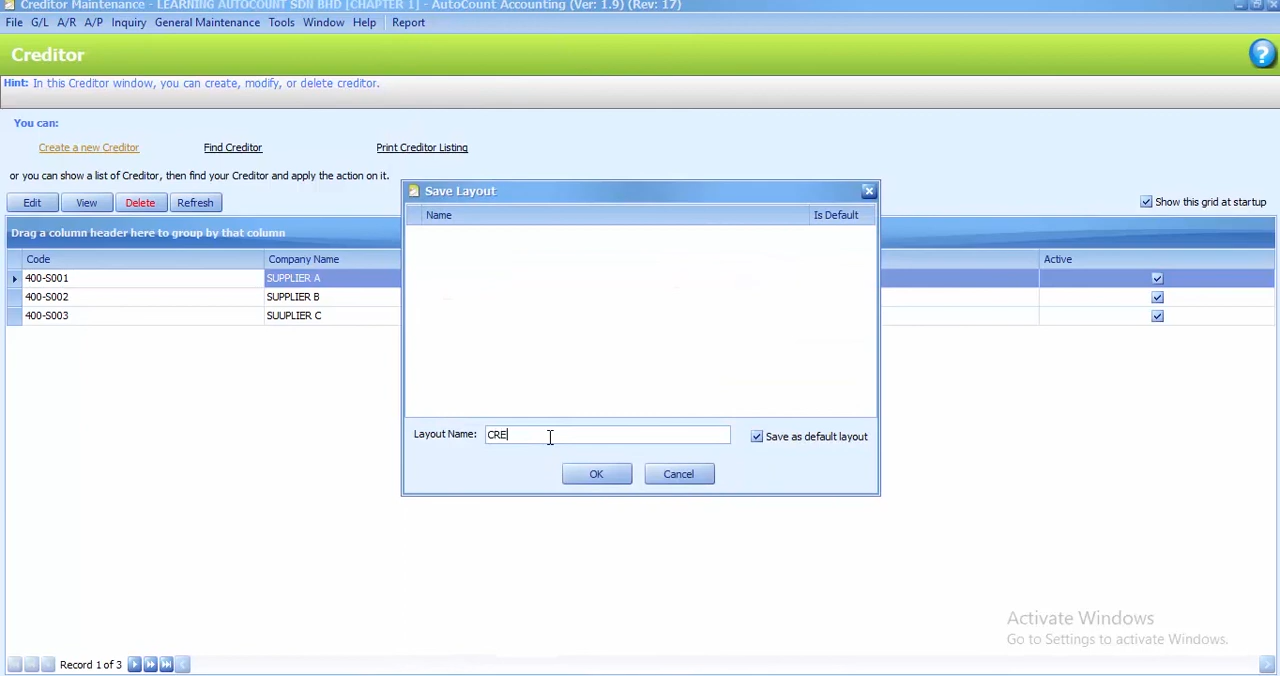 Creditor Maintenance - LEARNING AUTOCOUNT SDN BHD [CHAPTER 1] - AutoCount Accounting (Ver: 1.9) (Rev: 17)
File G/L A/R A/P Inquiry General Maintenance Tools Window Help Report
Creditor
?
Hint: In this Creditor window, you can create, modify, or delete creditor.
You can:
Create a new Creditor Find Creditor Print Creditor Listing
or you can show a list of Creditor, then find your Creditor and apply the action on it.
Edit View Delete Refresh Show this grid at startup
Drag a column header here to group by that column
Code Company Name Active
400-S001 SUPPLIER A
400-S002 SUPPLIER B
400-S003 SUUPLIER C
Save Layout
Name Is Default
Layout Name: CRE Save as default layout
OK Cancel
Activate Windows
Go to Settings to activate Windows.
Record 1 of 3